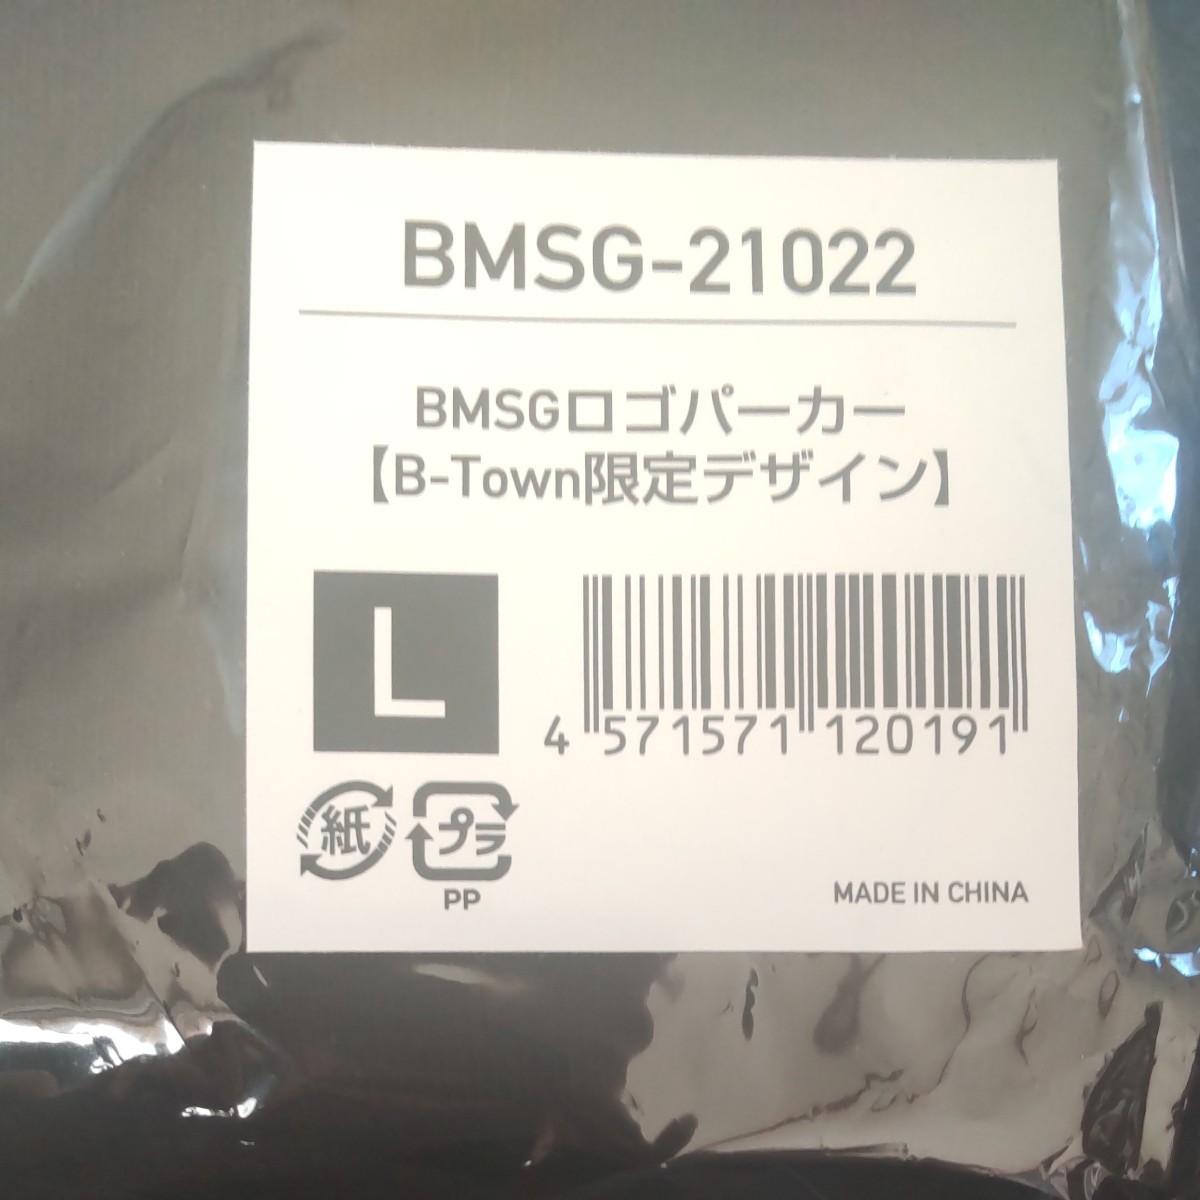 BMSG-21022
BMSGロゴパーカー
【B-Town限定デザイン】
L
4 571571 120191
紙 プラ
PP
MADE IN CHINA